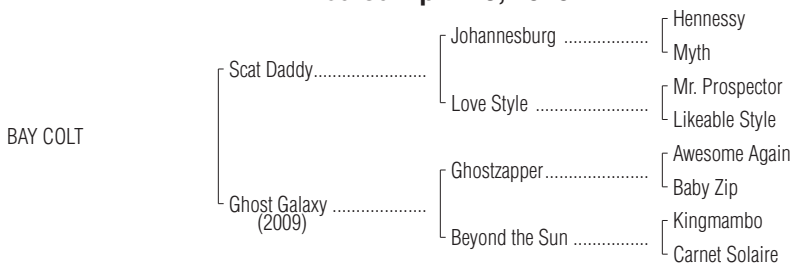 Hennessy
Johannesburg ..................
Myth
Scat Daddy........................
Mr. Prospector
Love Style ........................
Likeable Style
BAY COLT
Awesome Again
Ghostzapper......................
Baby Zip
Ghost Galaxy ....................
(2009)
Kingmambo
Beyond the Sun ................
Carnet Solaire